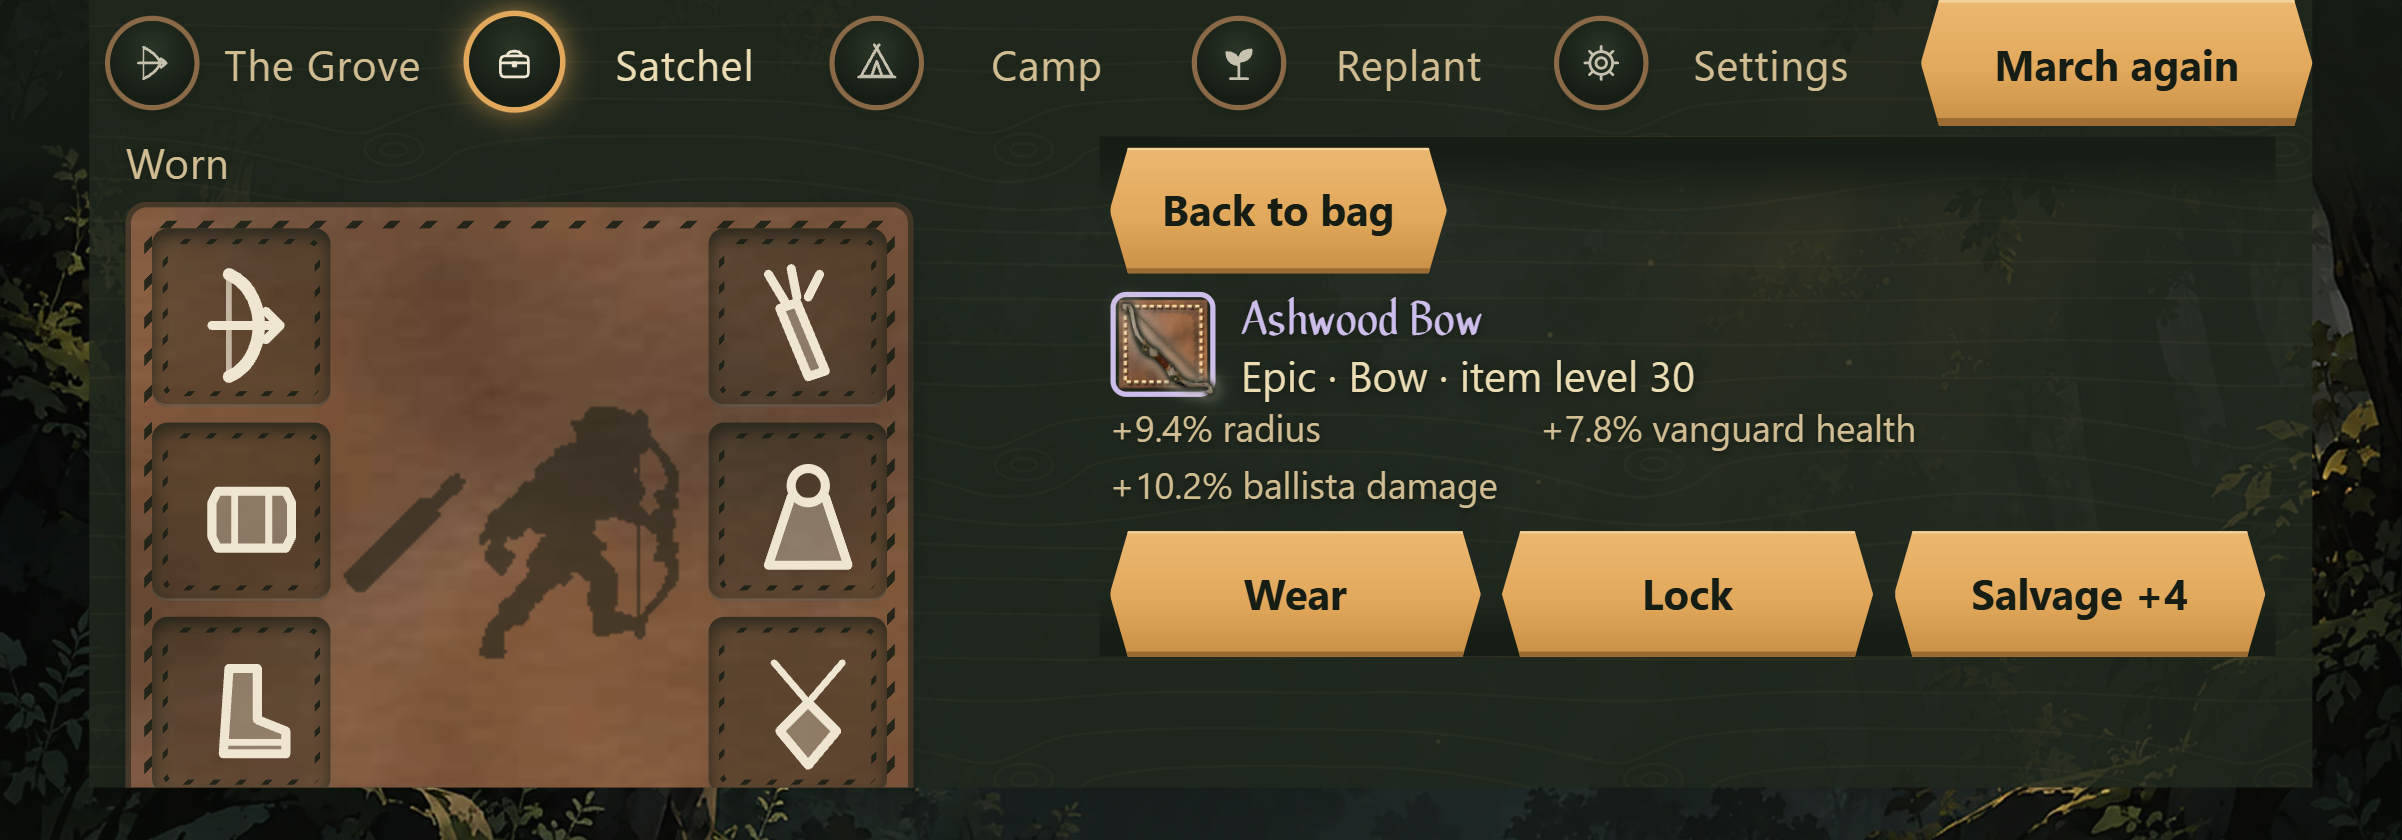 The Grove
Satchel
Camp
Replant
Settings
March again
Worn
Back to bag
Ashwood Bow
Epic · Bow · item level 30
+9.4% radius
+7.8% vanguard health
+10.2% ballista damage
Wear
Lock
Salvage +4